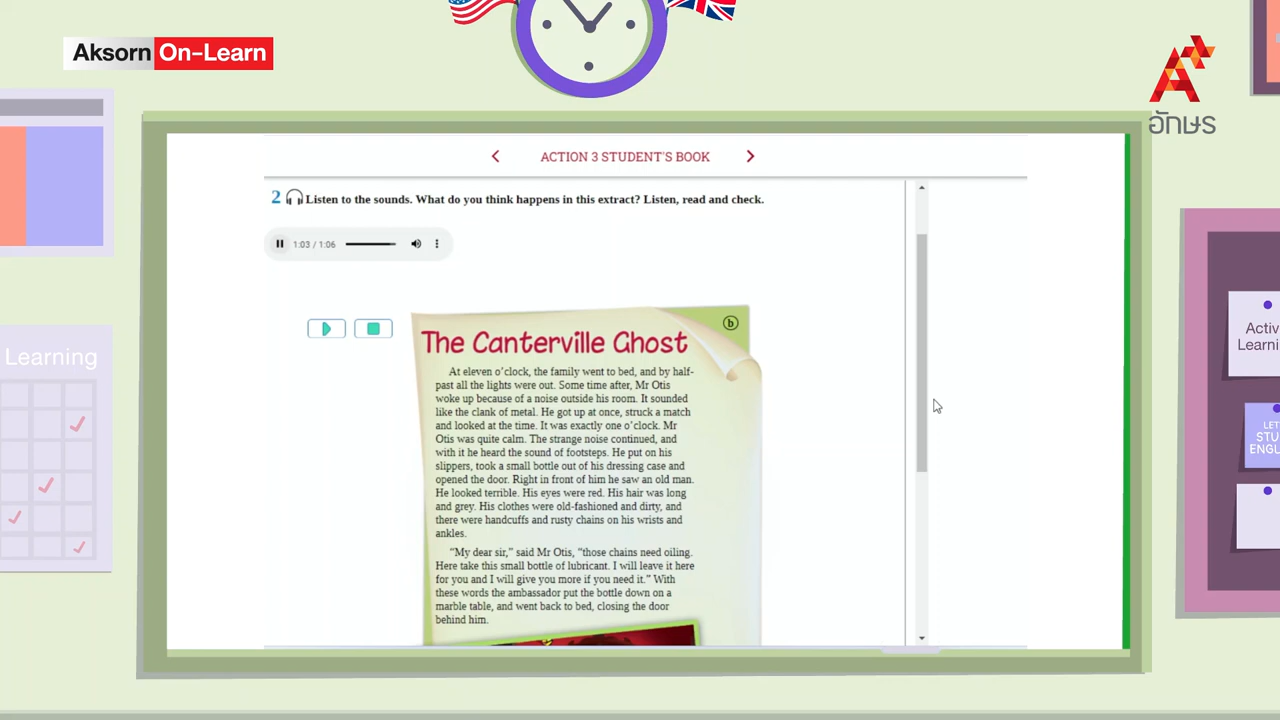 Aksorn On-Learn
อักษร
Learning
ACTION 3 STUDENT'S BOOK
2 Listen to the sounds. What do you think happens in this extract? Listen, read and check.
1:03 / 1:06
b
The Canterville Ghost
At eleven o'clock, the family went to bed, and by half-
past all the lights were out. Some time after, Mr Otis
woke up because of a noise outside his room. It sounded
like the clank of metal. He got up at once, struck a match
and looked at the time. It was exactly one o'clock. Mr
Otis was quite calm. The strange noise continued, and
with it he heard the sound of footsteps. He put on his
slippers, took a small bottle out of his dressing case and
opened the door. Right in front of him he saw an old man.
He looked terrible. His eyes were red. His hair was long
and grey. His clothes were old-fashioned and dirty, and
there were handcuffs and rusty chains on his wrists and
ankles.
“My dear sir,” said Mr Otis, “those chains need oiling.
Here take this small bottle of lubricant. I will leave it here
for you and I will give you more if you need it.” With
these words the ambassador put the bottle down on a
marble table, and went back to bed, closing the door
behind him.
Activ
Learni
LET
STU
ENGL